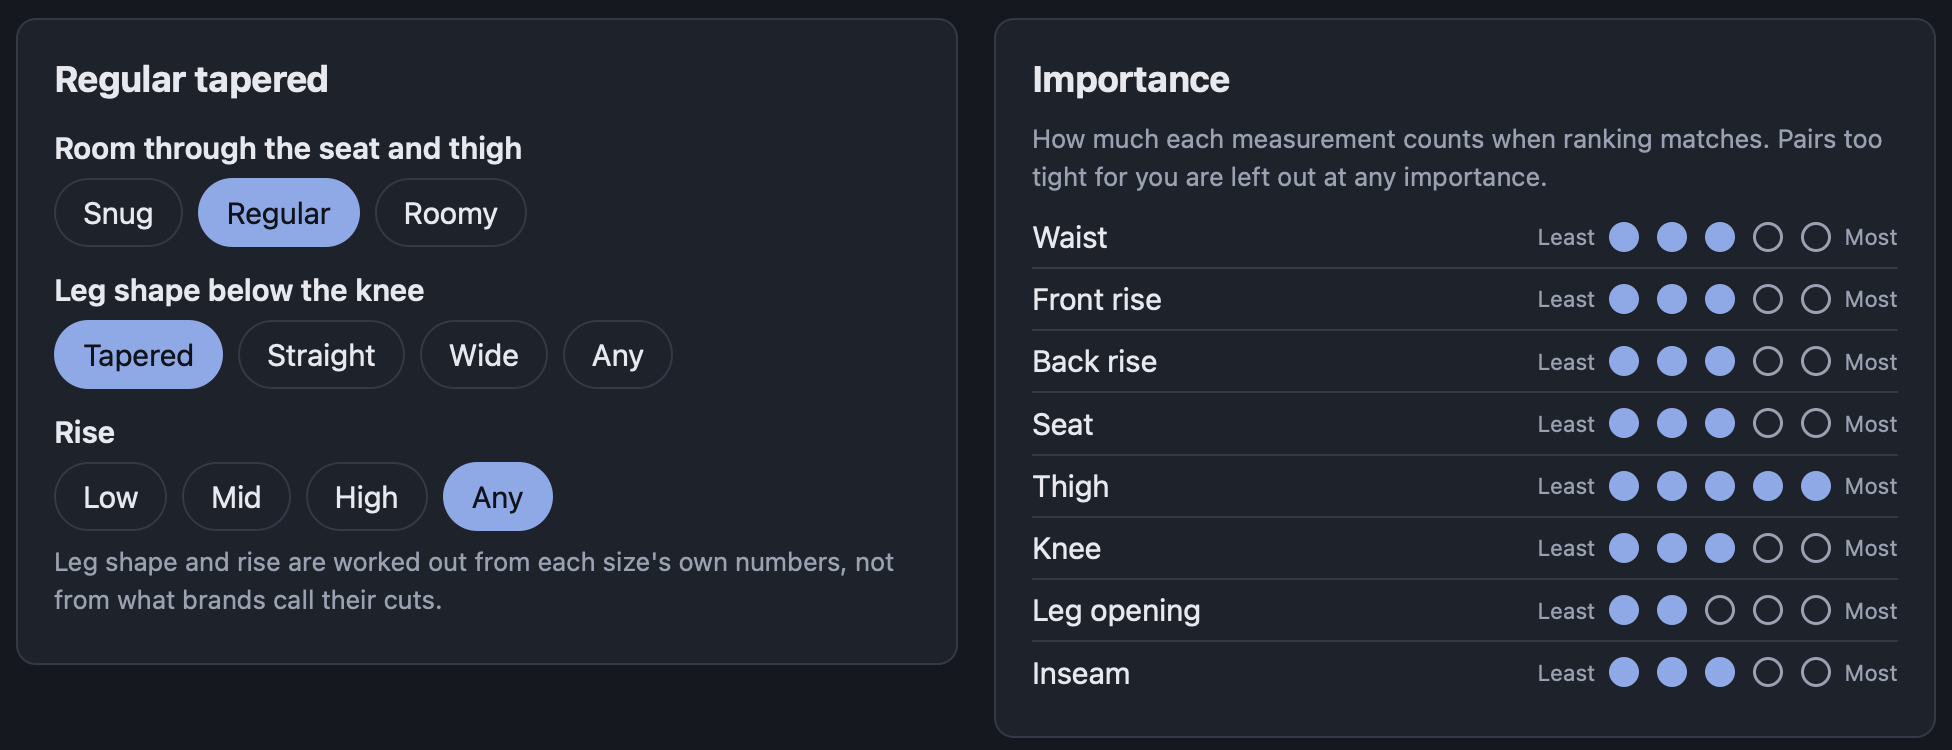 Regular tapered
Room through the seat and thigh
Snug Regular Roomy
Leg shape below the knee
Tapered Straight Wide Any
Rise
Low Mid High Any
Leg shape and rise are worked out from each size's own numbers, not
from what brands call their cuts.
Importance
How much each measurement counts when ranking matches. Pairs too
tight for you are left out at any importance.
Waist Least Most
Front rise Least Most
Back rise Least Most
Seat Least Most
Thigh Least Most
Knee Least Most
Leg opening Least Most
Inseam Least Most